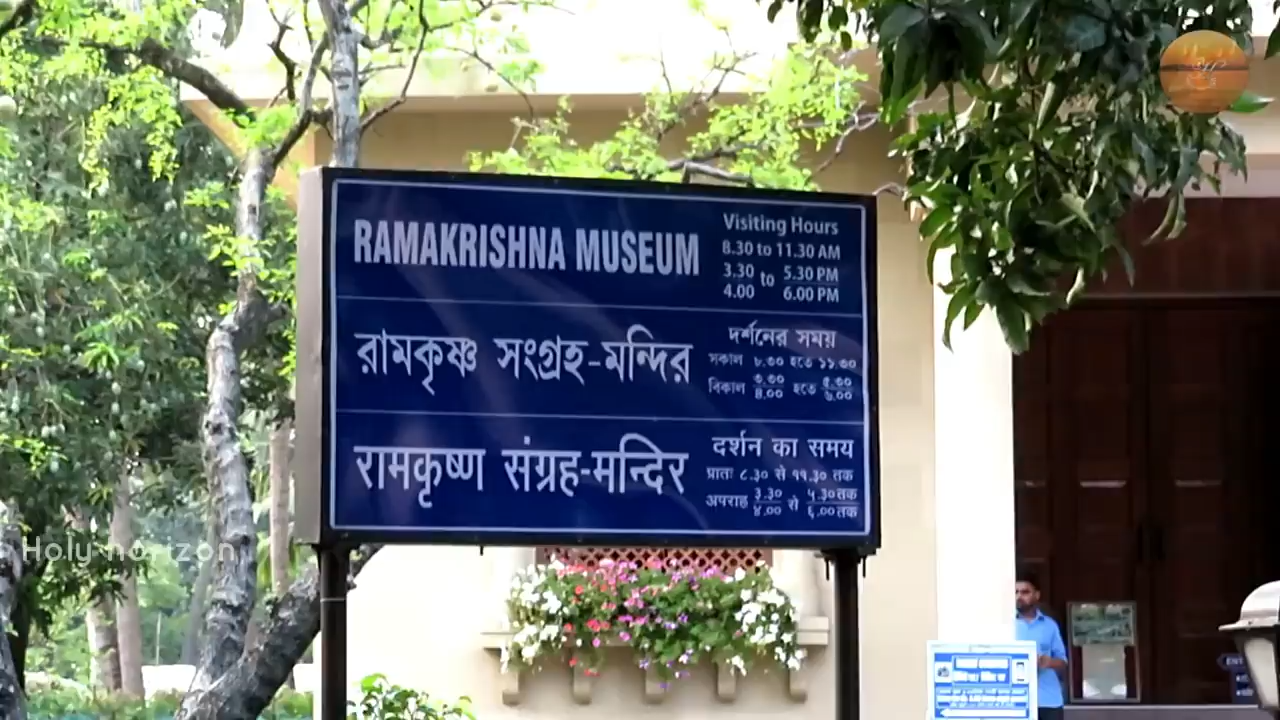 RAMAKRISHNA MUSEUM
Visiting Hours
8.30 to 11.30 AM
3.30 to 5.30 PM
4.00 6.00 PM
রামকৃষ্ণ সংগ্রহ-মন্দির
দর্শনের সময়
সকাল ৮.৩০ হতে ১১.৩০
বিকাল ৩.৩০ হতে ৫.৩০
৪.০০ ৬.০০
रामकृष्ण संग्रह-मन्दिर
दर्शन का समय
प्रातः ८.३० से ११.३० तक
अपराह ३.३० से ५.३० तक
४.०० ६.०० तक
Holy horizon